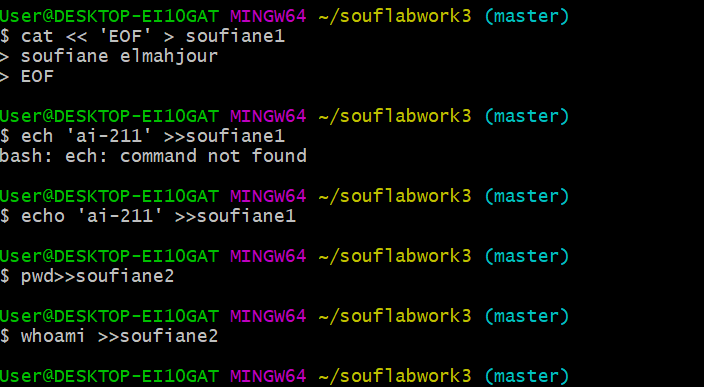 User@DESKTOP-EI1OGAT MINGW64 ~/souflabwork3 (master)
$ cat << 'EOF' > soufiane1
> soufiane elmahjour
> EOF
User@DESKTOP-EI1OGAT MINGW64 ~/souflabwork3 (master)
$ ech 'ai-211' >>soufiane1
bash: ech: command not found
User@DESKTOP-EI1OGAT MINGW64 ~/souflabwork3 (master)
$ echo 'ai-211' >>soufiane1
User@DESKTOP-EI1OGAT MINGW64 ~/souflabwork3 (master)
$ pwd>>soufiane2
User@DESKTOP-EI1OGAT MINGW64 ~/souflabwork3 (master)
$ whoami >>soufiane2
User@DESKTOP-EI1OGAT MINGW64 ~/souflabwork3 (master)